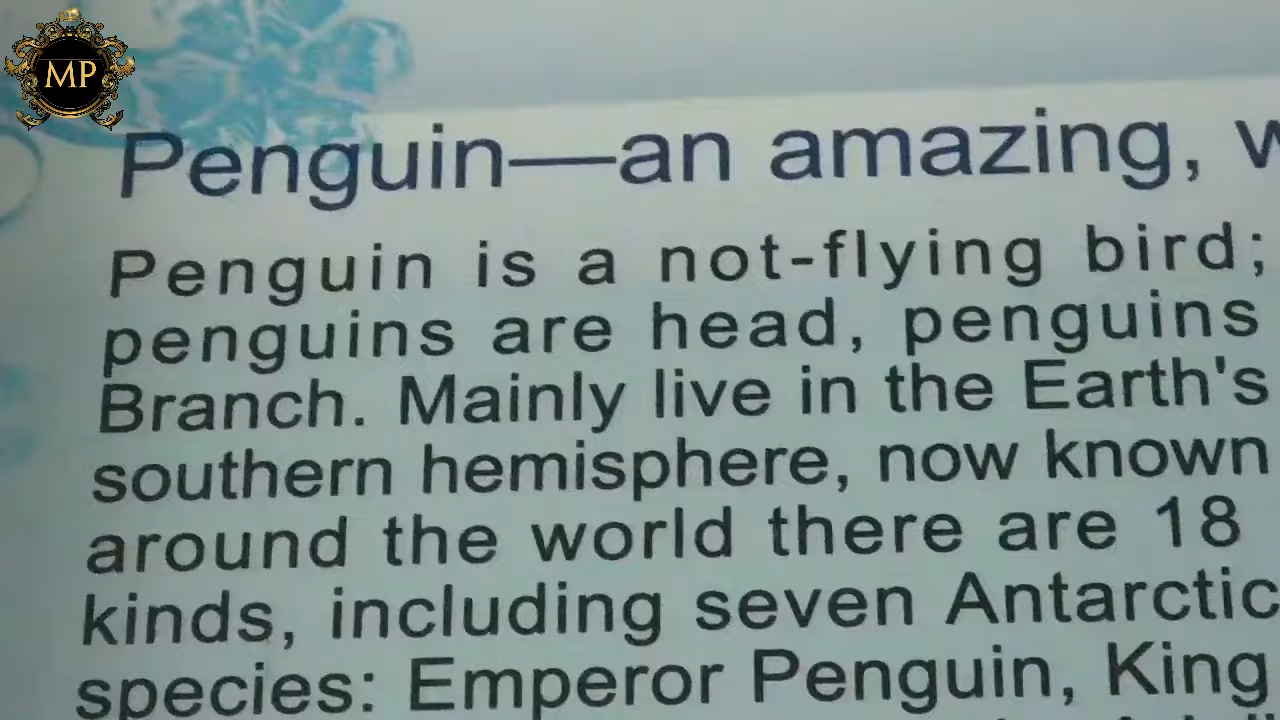 MP
Penguin—an amazing,
Penguin is a not-flying bird;
penguins are head, penguins
Branch. Mainly live in the Earth's
southern hemisphere, now known
around the world there are 18
kinds, including seven Antarctic
species: Emperor Penguin, King